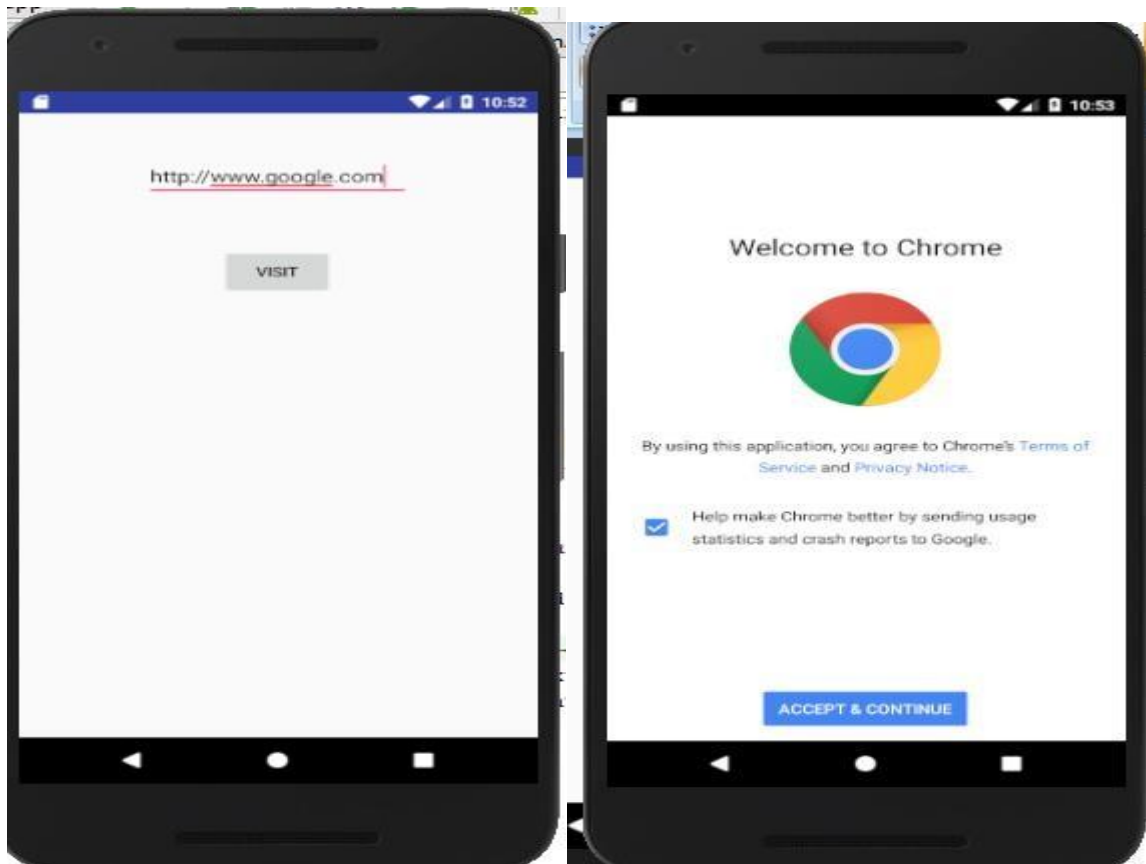 10:52
http://www.google.com
VISIT
10:53
Welcome to Chrome
By using this application, you agree to Chrome's Terms of
Service and Privacy Notice.
Help make Chrome better by sending usage
statistics and crash reports to Google.
ACCEPT & CONTINUE